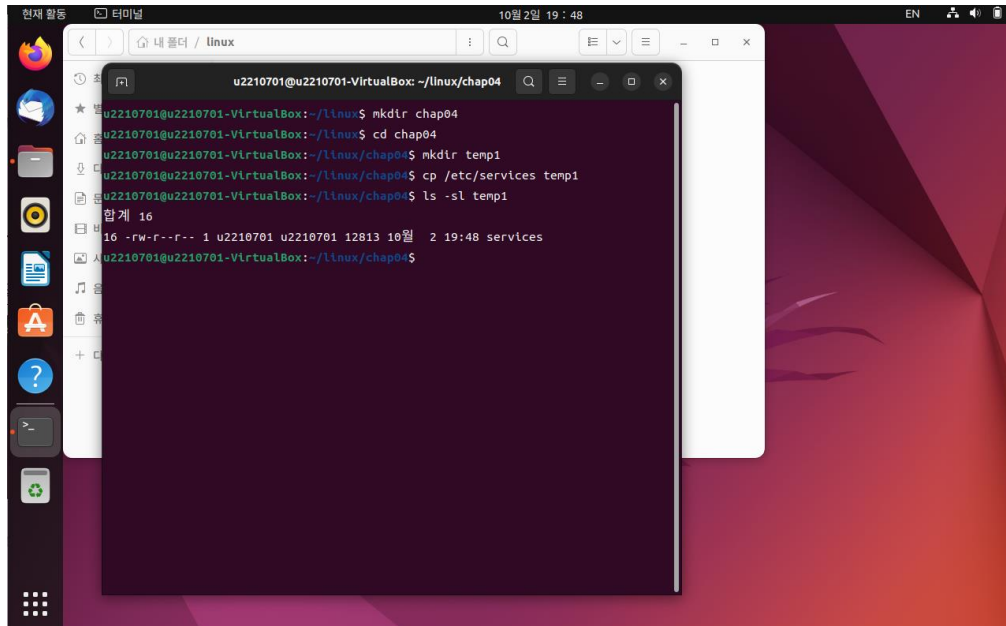 현재 활동 터미널 10월 2일 19 : 48 EN
내 폴더 / linux
u2210701@u2210701-VirtualBox: ~/linux/chap04
u2210701@u2210701-VirtualBox:~/linux$ mkdir chap04
u2210701@u2210701-VirtualBox:~/linux$ cd chap04
u2210701@u2210701-VirtualBox:~/linux/chap04$ mkdir temp1
u2210701@u2210701-VirtualBox:~/linux/chap04$ cp /etc/services temp1
u2210701@u2210701-VirtualBox:~/linux/chap04$ ls -sl temp1
합계 16
16 -rw-r--r-- 1 u2210701 u2210701 12813 10월  2 19:48 services
u2210701@u2210701-VirtualBox:~/linux/chap04$